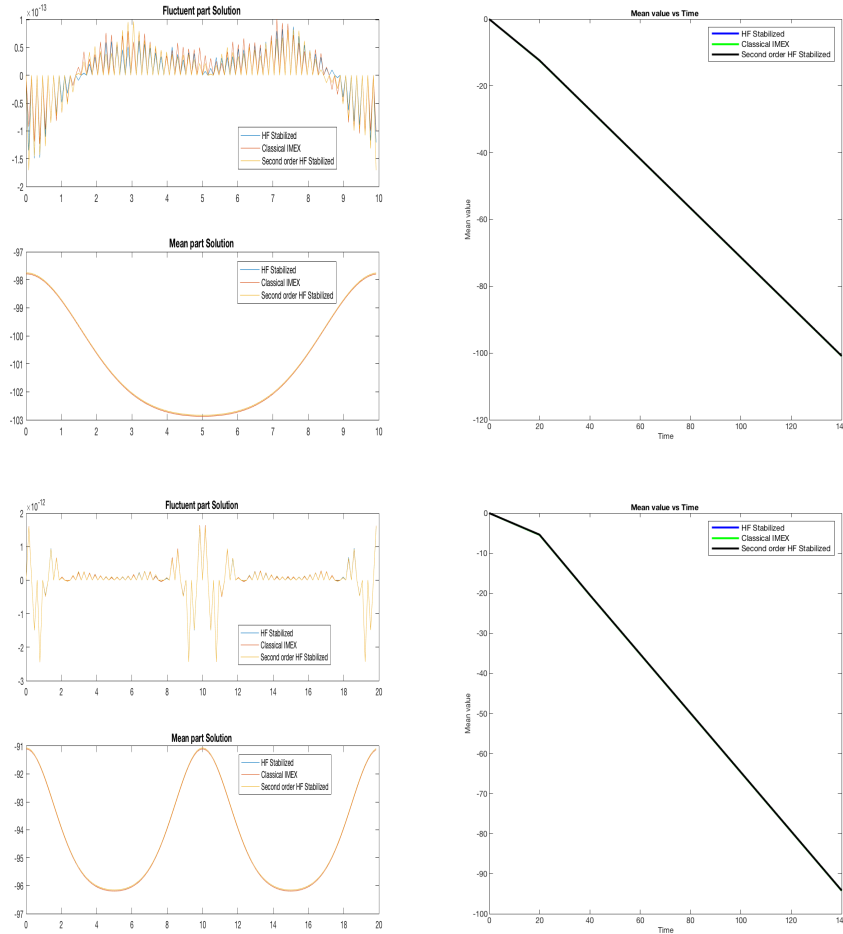 Fluctuent part Solution
×10⁻¹³
1
0.5
0
-0.5
-1
-1.5
-2
HF Stabilized
Classical IMEX
Second order HF Stabilized
0 1 2 3 4 5 6 7 8 9 10
Mean part Solution
-97
-98
-99
-100
-101
-102
-103
HF Stabilized
Classical IMEX
Second order HF Stabilized
0 1 2 3 4 5 6 7 8 9 10
Mean value vs Time
0
-20
-40
-60
-80
-100
-120
Mean value
HF Stabilized
Classical IMEX
Second order HF Stabilized
0 20 40 60 80 100 120 140
Time
Fluctuent part Solution
×10⁻¹²
2
1
0
-1
-2
-3
HF Stabilized
Classical IMEX
Second order HF Stabilized
0 2 4 6 8 10 12 14 16 18 20
Mean part Solution
-91
-92
-93
-94
-95
-96
-97
HF Stabilized
Classical IMEX
Second order HF Stabilized
0 2 4 6 8 10 12 14 16 18 20
Mean value vs Time
0
-10
-20
-30
-40
-50
-60
-70
-80
-90
-100
Mean value
HF Stabilized
Classical IMEX
Second order HF Stabilized
0 20 40 60 80 100 120 140
Time